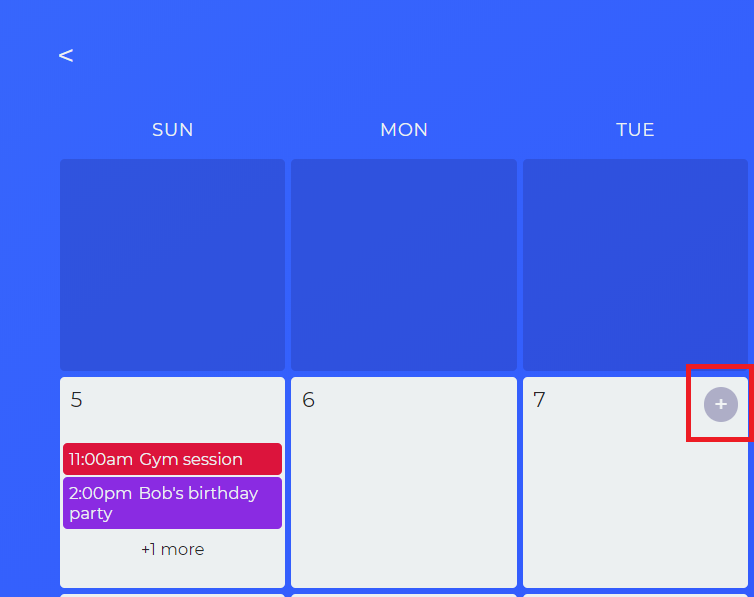 <
SUN MON TUE
5 6 7 +
11:00am Gym session
2:00pm Bob's birthday
party
+1 more